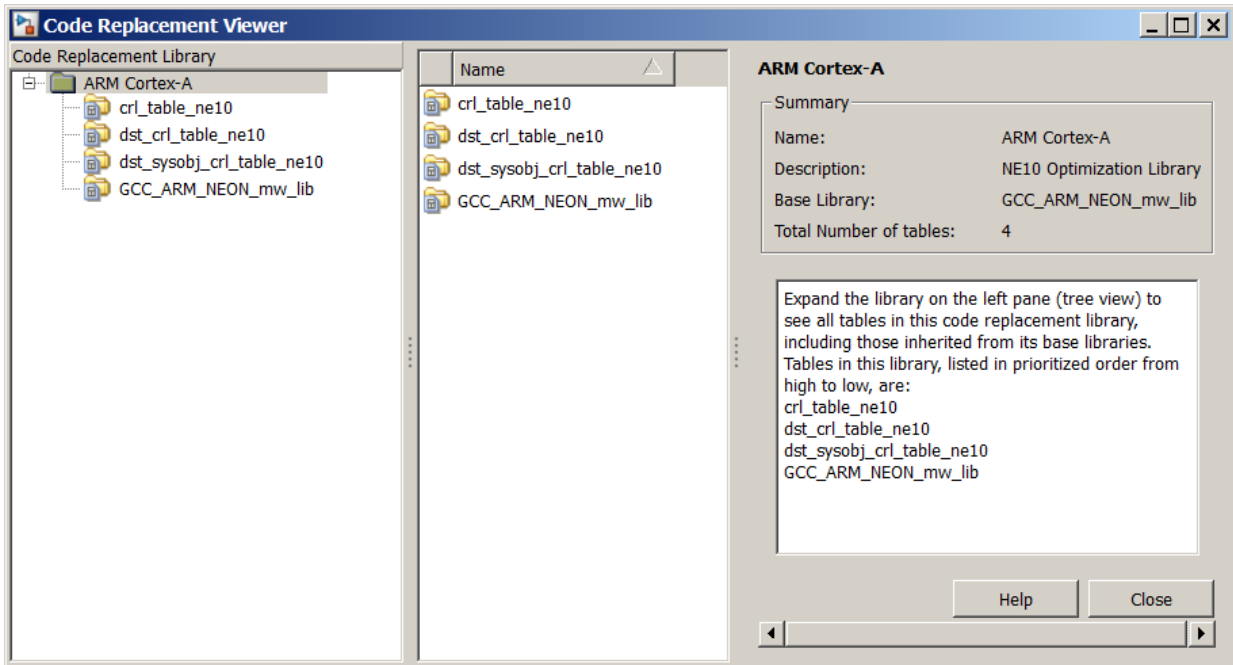 Code Replacement Viewer
Code Replacement Library
ARM Cortex-A
crl_table_ne10
dst_crl_table_ne10
dst_sysobj_crl_table_ne10
GCC_ARM_NEON_mw_lib
Name
crl_table_ne10
dst_crl_table_ne10
dst_sysobj_crl_table_ne10
GCC_ARM_NEON_mw_lib
ARM Cortex-A
Summary
Name: ARM Cortex-A
Description: NE10 Optimization Library
Base Library: GCC_ARM_NEON_mw_lib
Total Number of tables: 4
Expand the library on the left pane (tree view) to
see all tables in this code replacement library,
including those inherited from its base libraries.
Tables in this library, listed in prioritized order from
high to low, are:
crl_table_ne10
dst_crl_table_ne10
dst_sysobj_crl_table_ne10
GCC_ARM_NEON_mw_lib
Help Close